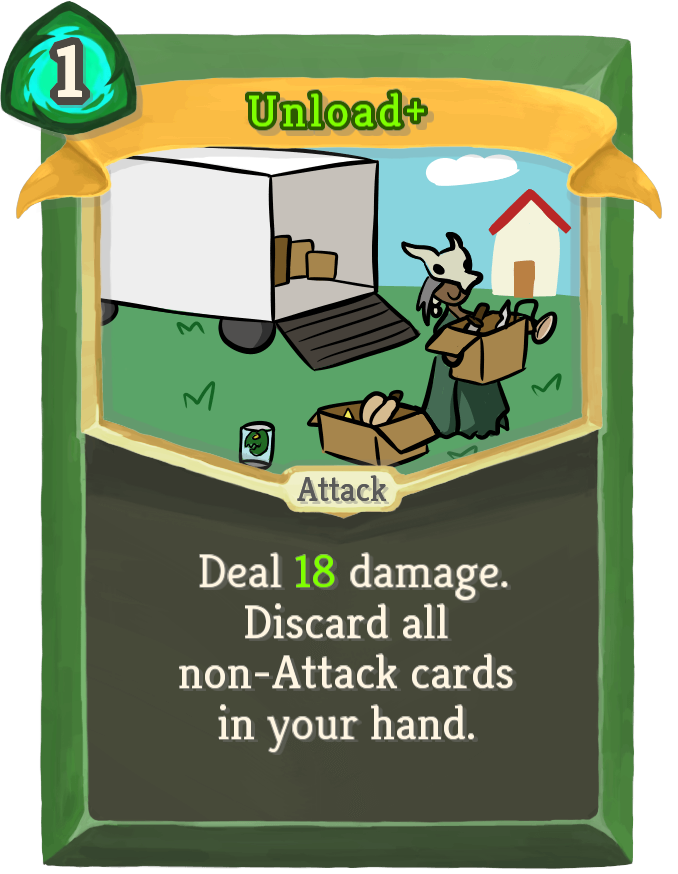 1
Unload+
Attack
Deal 18 damage.
Discard all
non-Attack cards
in your hand.